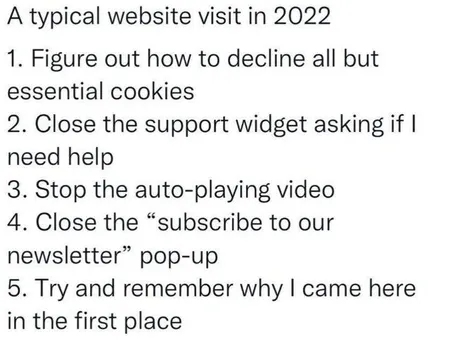 A typical website visit in 2022
1. Figure out how to decline all but
essential cookies
2. Close the support widget asking if I
need help
3. Stop the auto-playing video
4. Close the “subscribe to our
newsletter” pop-up
5. Try and remember why I came here
in the first place